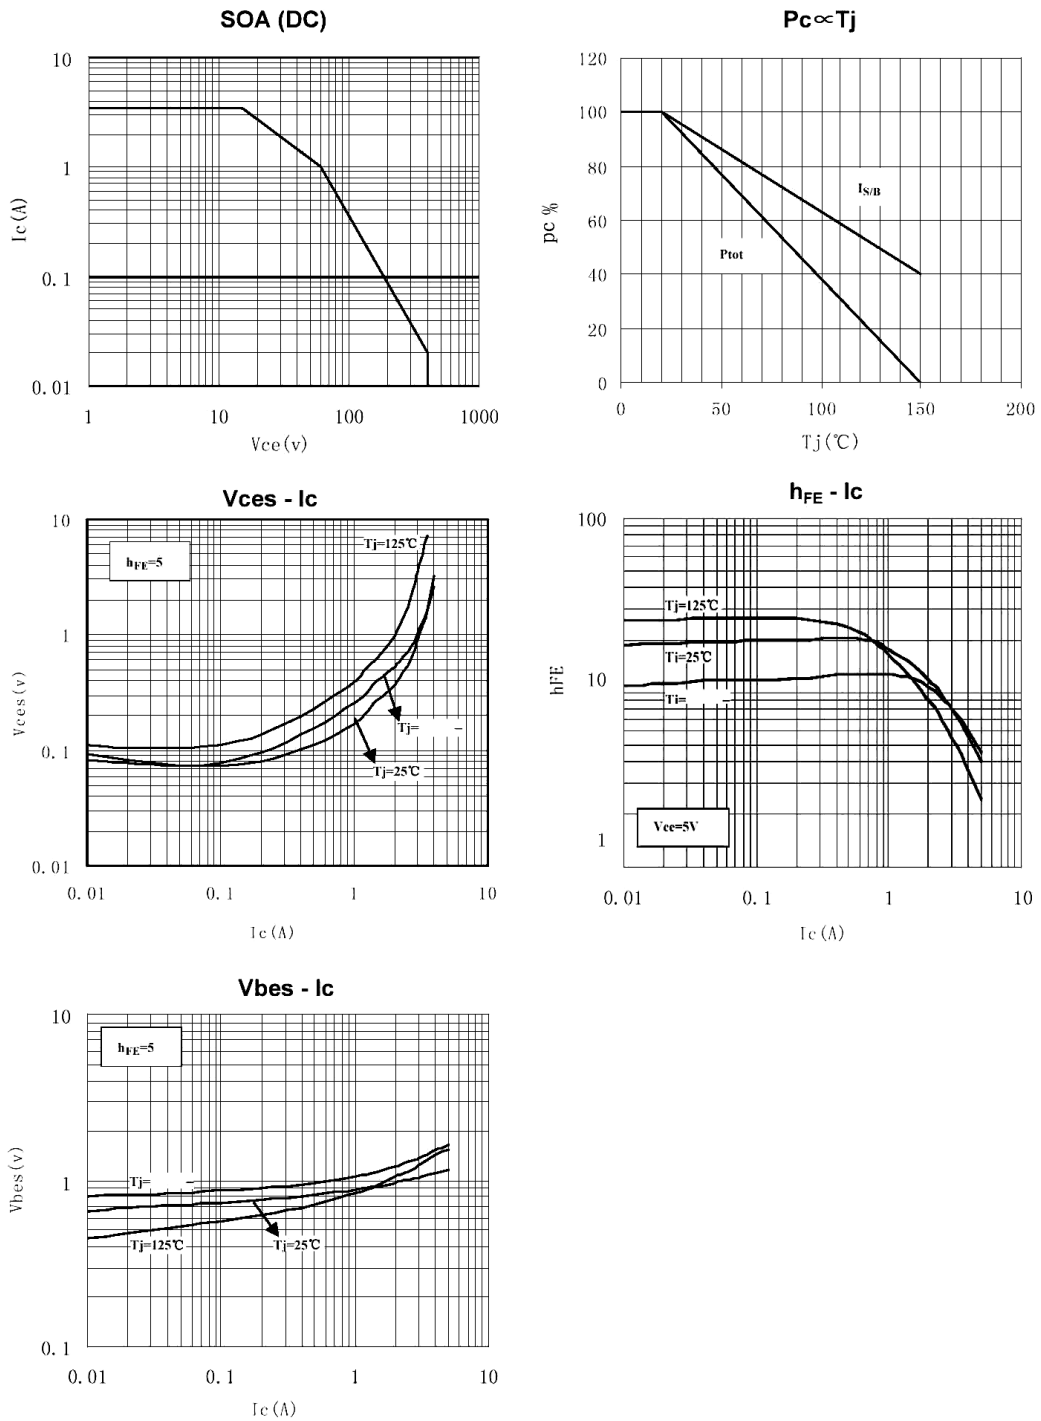 SOA (DC)
10
1
0.1
0.01
Ic(A)
1
10
100
1000
Vce(v)
Pc∝Tj
120
100
80
60
40
20
0
pc %
IS/B
Ptot
0
50
100
150
200
Tj(℃)
Vces - Ic
10
1
0.1
0.01
Vces(v)
hFE=5
Tj=125℃
Tj= –
Tj=25℃
0.01
0.1
1
10
Ic(A)
hFE - Ic
100
10
1
hFE
Tj=125℃
Tj=25℃
Tj= –
Vce=5V
0.01
0.1
1
10
Ic(A)
Vbes - Ic
10
1
0.1
Vbes(v)
hFE=5
Tj= –
Tj=125℃
Tj=25℃
0.01
0.1
1
10
Ic(A)